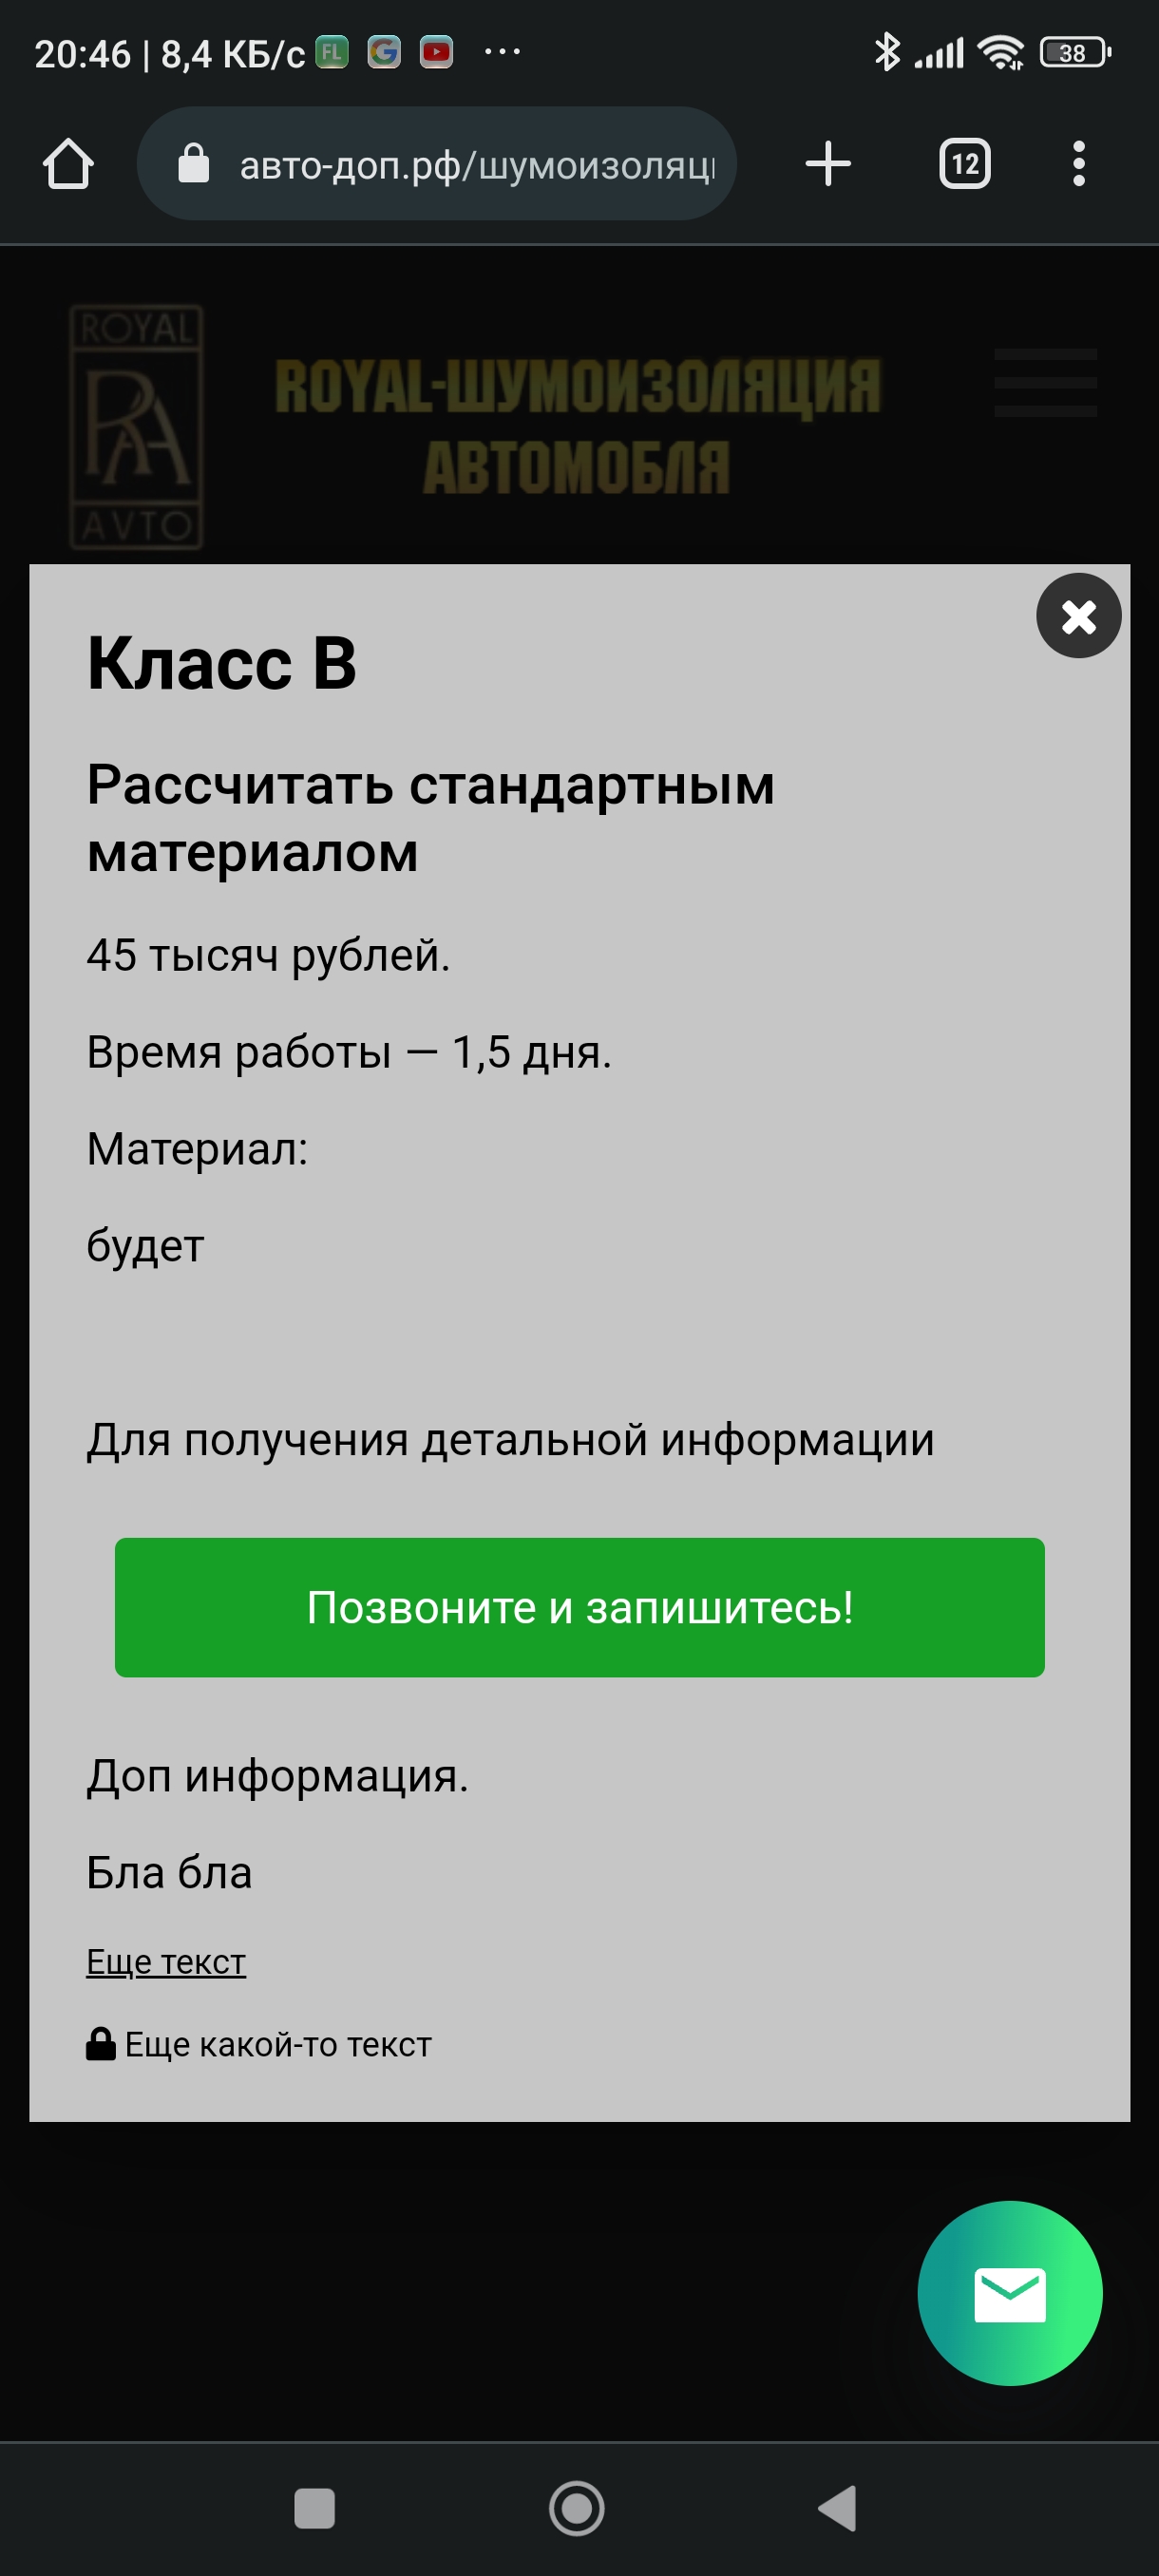 20:46 | 8,4 КБ/с FL ...
38
авто-доп.рф/шумоизоляц
12
ROYAL
RA
AVTO
ROYAL-ШУМОИЗОЛЯЦИЯ
АВТОМОБЛЯ
Класс B
Рассчитать стандартным
материалом
45 тысяч рублей.
Время работы — 1,5 дня.
Материал:
будет
Для получения детальной информации
Позвоните и запишитесь!
Доп информация.
Бла бла
Еще текст
Еще какой-то текст